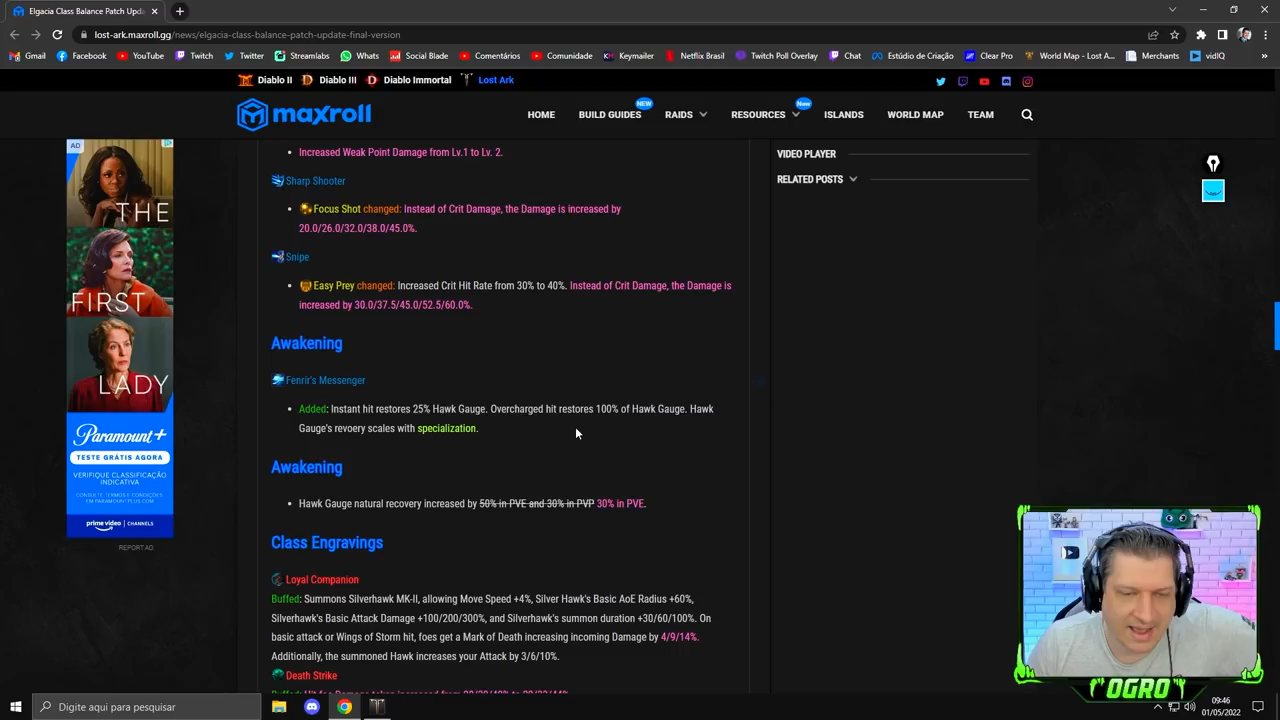 Elgacia Class Balance Patch Updat
lost-ark.maxroll.gg/news/elgacia-class-balance-patch-update-final-version
Gmail Facebook YouTube Twitch Twitter Streamlabs Whats Social Blade Comentários Comunidade Keymailer Netflix Brasil Twitch Poll Overlay Chat Estúdio de Criação Clear Pro World Map - Lost A... Merchants vidIQ
Diablo II Diablo III Diablo Immortal Lost Ark
maxroll
HOME BUILD GUIDES NEW RAIDS RESOURCES New ISLANDS WORLD MAP TEAM
AD
Increased Weak Point Damage from Lv.1 to Lv. 2.
VIDEO PLAYER
RELATED POSTS
Sharp Shooter
Focus Shot changed: Instead of Crit Damage, the Damage is increased by
20.0/26.0/32.0/38.0/45.0%.
Snipe
Easy Prey changed: Increased Crit Hit Rate from 30% to 40%. Instead of Crit Damage, the Damage is
increased by 30.0/37.5/45.0/52.5/60.0%.
Awakening
Fenrir's Messenger
Added: Instant hit restores 25% Hawk Gauge. Overcharged hit restores 100% of Hawk Gauge. Hawk
Gauge's revoery scales with specialization.
Awakening
Hawk Gauge natural recovery increased by 50% in PVE and 30% in PVP 30% in PVE.
Class Engravings
Loyal Companion
Buffed: Summons Silverhawk MK-II, allowing Move Speed +4%, Silver Hawk's Basic AoE Radius +60%,
Silverhawk's Basic Attack Damage +100/200/300%, and Silverhawk's summon duration +30/60/100%. On
basic attack or Wings of Storm hit, foes get a Mark of Death increasing incoming Damage by 4/9/14%.
Additionally, the summoned Hawk increases your Attack by 3/6/10%.
Death Strike
THE
FIRST
LADY
Paramount+
TESTE GRÁTIS AGORA
VERIFIQUE CLASSIFICAÇÃO
INDICATIVA
prime video | CHANNELS
REPORT AD
OGRO
Digite aqui para pesquisar
09:46
01/05/2022